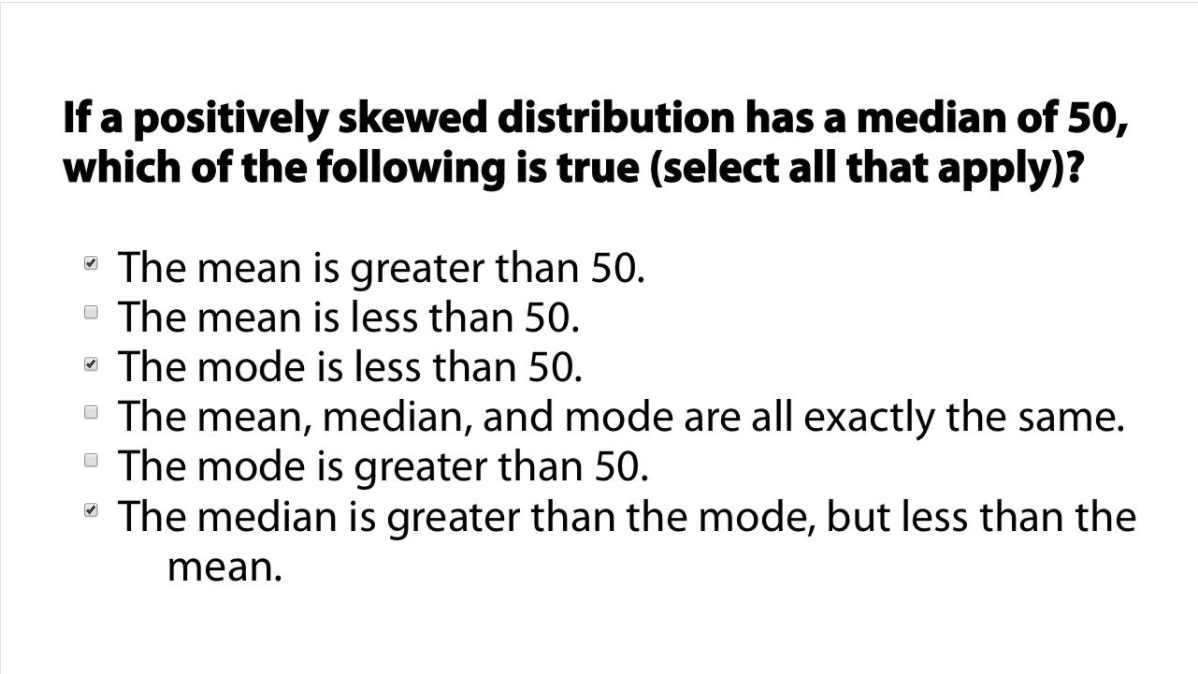 If a positively skewed distribution has a median of 50,
which of the following is true (select all that apply)?
The mean is greater than 50.
The mean is less than 50.
The mode is less than 50.
The mean, median, and mode are all exactly the same.
The mode is greater than 50.
The median is greater than the mode, but less than the
mean.